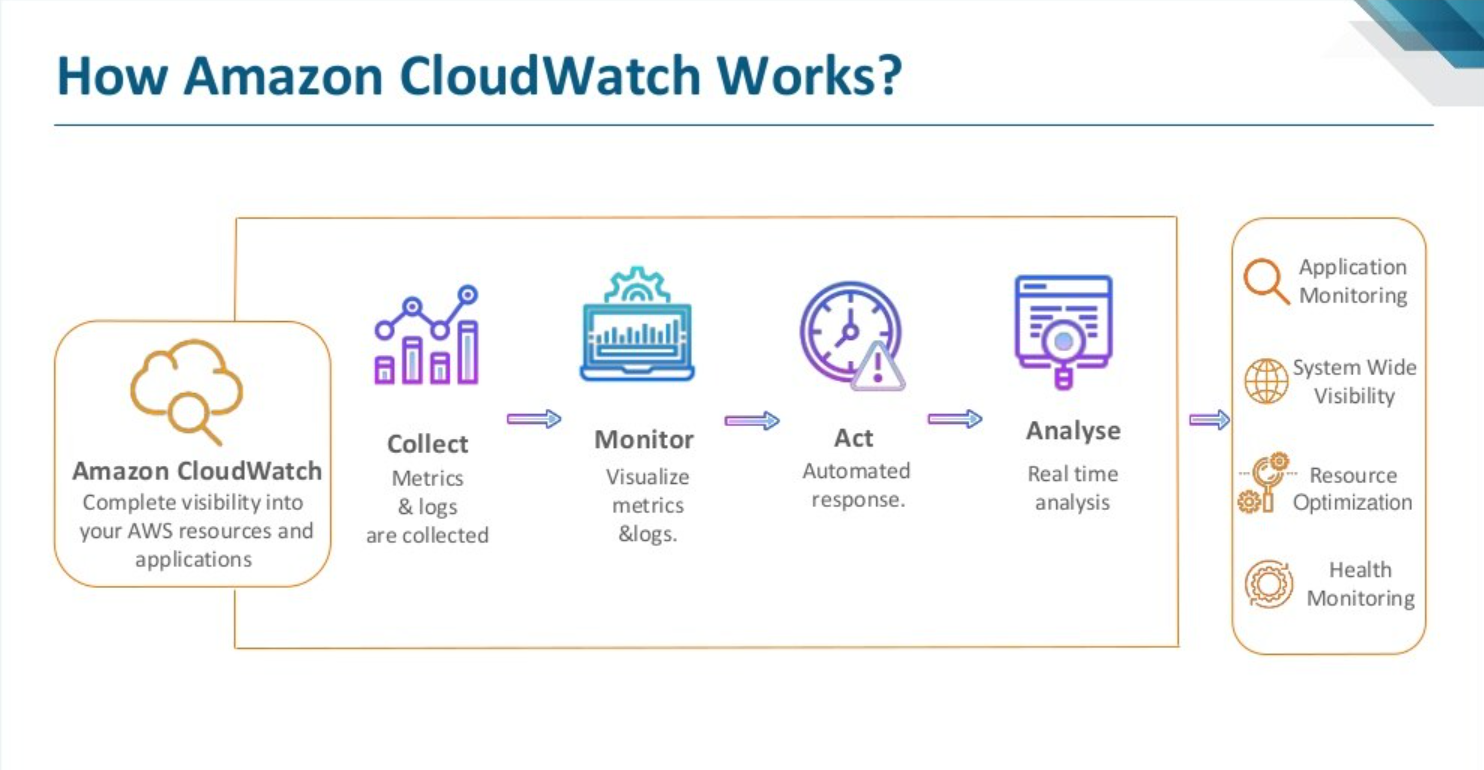 How Amazon CloudWatch Works?
Amazon CloudWatch
Complete visibility into
your AWS resources and
applications
Collect
Metrics
& logs
are collected
Monitor
Visualize
metrics
&logs.
Act
Automated
response.
Analyse
Real time
analysis
Application
Monitoring
System Wide
Visibility
Resource
Optimization
Health
Monitoring